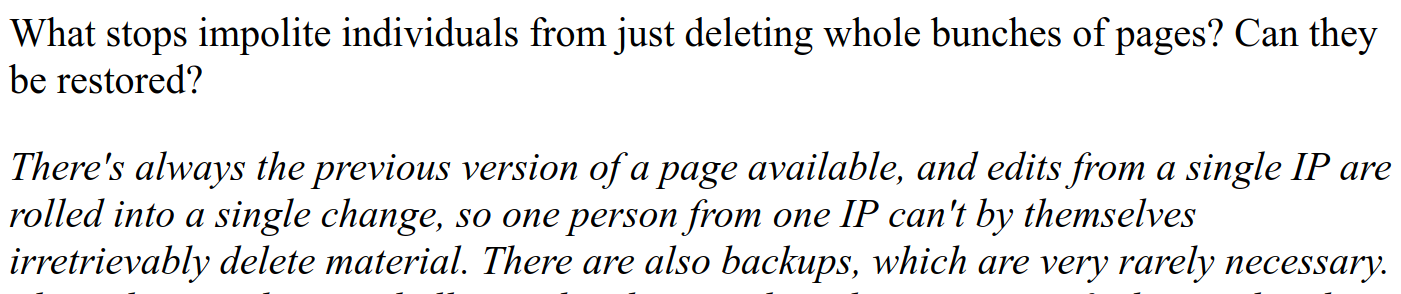 What stops impolite individuals from just deleting whole bunches of pages? Can they
be restored?
There's always the previous version of a page available, and edits from a single IP are
rolled into a single change, so one person from one IP can't by themselves
irretrievably delete material. There are also backups, which are very rarely necessary.